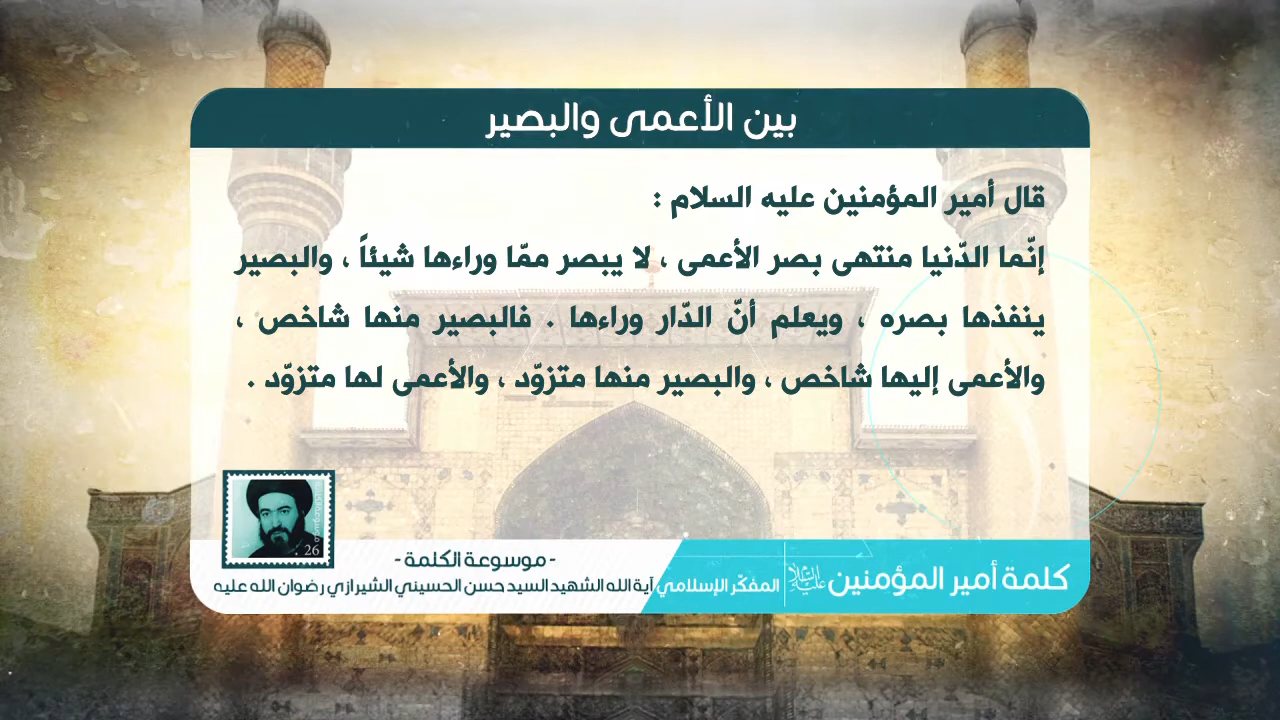 بين الأعمى والبصير
قال أمير المؤمنين عليه السلام :
إنّما الدّنيا منتهى بصر الأعمى ، لا يبصر ممّا وراءها شيئاً ، والبصير
ينفذها بصره ، ويعلم أنّ الدّار وراءها . فالبصير منها شاخص ،
والأعمى إليها شاخص ، والبصير منها متزوّد ، والأعمى لها متزوّد .
26
كلمة أمير المؤمنين عليه السلام
- موسوعة الكلمة -
المفكّر الإسلامي آية الله الشهيد السيد حسن الحسيني الشيرازي رضوان الله عليه